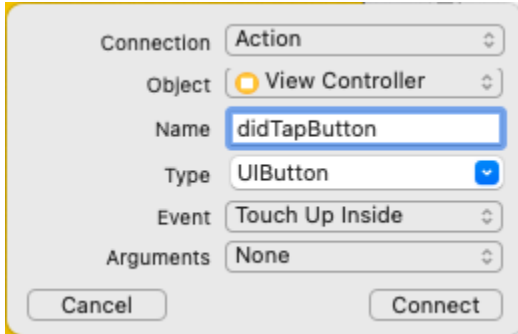 Connection Action
Object View Controller
Name didTapButton
Type UIButton
Event Touch Up Inside
Arguments None
Cancel Connect